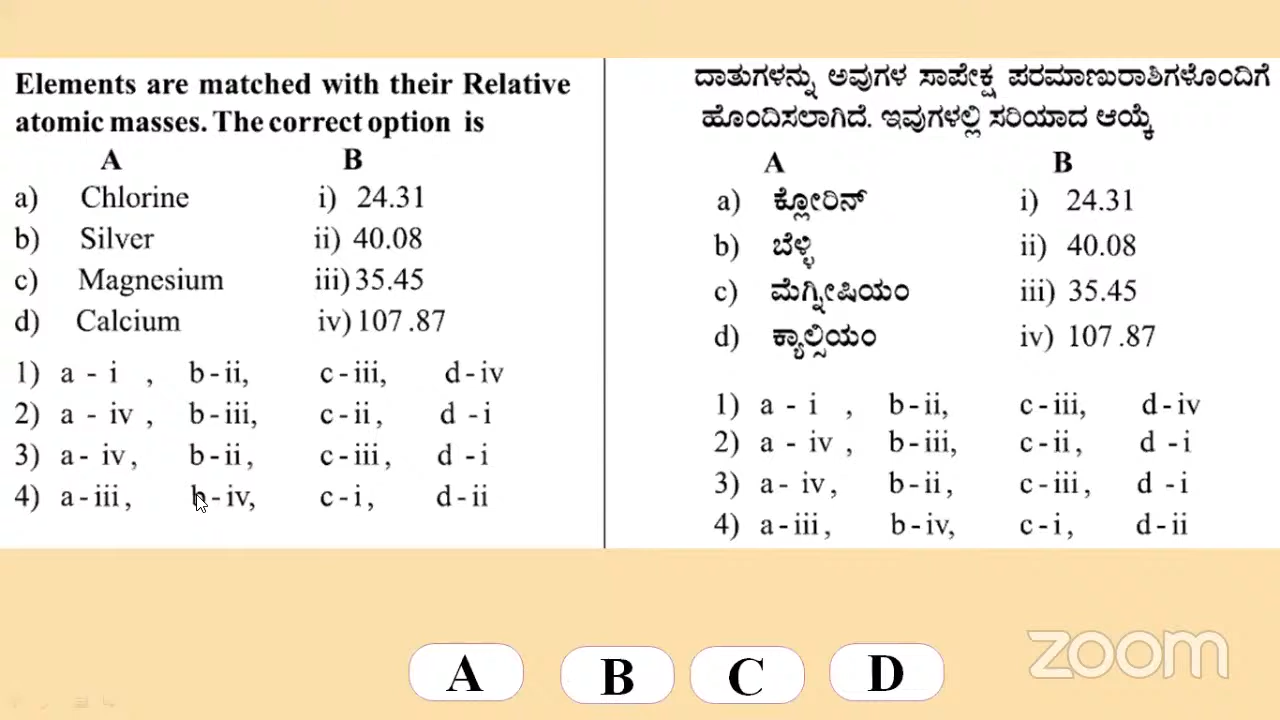 Elements are matched with their Relative
atomic masses. The correct option is
A B
a) Chlorine i) 24.31
b) Silver ii) 40.08
c) Magnesium iii) 35.45
d) Calcium iv) 107.87
1) a - i , b - ii, c - iii, d - iv
2) a - iv , b - iii, c - ii , d - i
3) a - iv, b - ii , c - iii , d - i
4) a - iii , b - iv, c - i , d - ii
ದಾತುಗಳನ್ನು ಅವುಗಳ ಸಾಪೇಕ್ಷ ಪರಮಾಣುರಾಶಿಗಳೊಂದಿಗೆ
ಹೊಂದಿಸಲಾಗಿದೆ. ಇವುಗಳಲ್ಲಿ ಸರಿಯಾದ ಆಯ್ಕೆ
A B
a) ಕ್ಲೋರಿನ್ i) 24.31
b) ಬೆಳ್ಳಿ ii) 40.08
c) ಮೆಗ್ನೀಷಿಯಂ iii) 35.45
d) ಕ್ಯಾಲ್ಸಿಯಂ iv) 107.87
1) a - i , b - ii, c - iii, d - iv
2) a - iv , b - iii, c - ii , d - i
3) a - iv, b - ii , c - iii , d - i
4) a - iii , b - iv, c - i , d - ii
A B C D
zoom